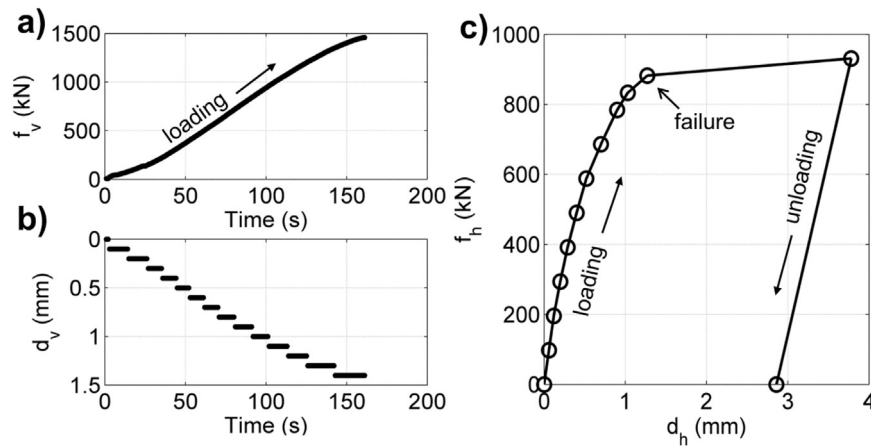 a)
1500
1000
500
0
f_v (kN)
loading
0 50 100 150 200
Time (s)
b)
0
0.5
1
1.5
d_v (mm)
0 50 100 150 200
Time (s)
c)
1000
800
600
400
200
0
f_h (kN)
loading
failure
unloading
0 1 2 3 4
d_h (mm)